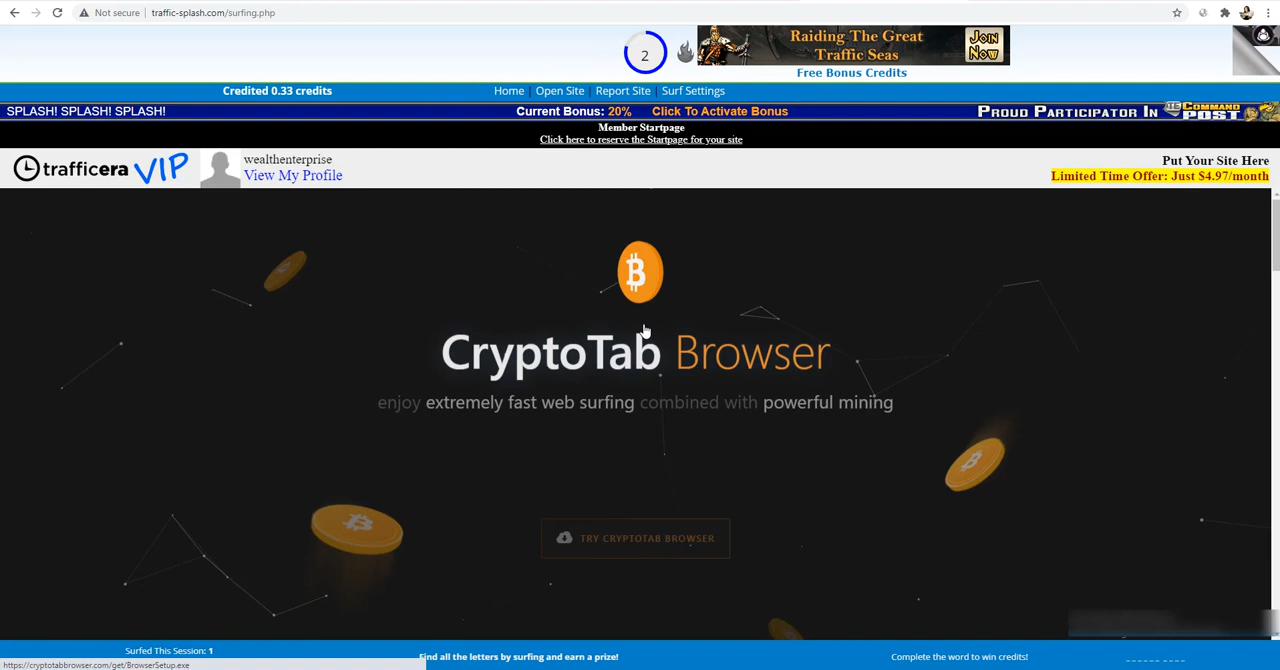 Not secure | traffic-splash.com/surfing.php
2
Raiding The Great
Traffic Seas
Join
Now
Free Bonus Credits
Credited 0.33 credits
Home | Open Site | Report Site | Surf Settings
SPLASH! SPLASH! SPLASH!
Current Bonus: 20% Click To Activate Bonus
PROUD PARTICIPATOR IN
COMMAND
POST
Member Startpage
Click here to reserve the Startpage for your site
trafficera VIP
wealthenterprise
View My Profile
Put Your Site Here
Limited Time Offer: Just $4.97/month
CryptoTab Browser
enjoy extremely fast web surfing combined with powerful mining
TRY CRYPTOTAB BROWSER
Surfed This Session: 1
Find all the letters by surfing and earn a prize!
Complete the word to win credits!
https://cryptotabbrowser.com/get/BrowserSetup.exe